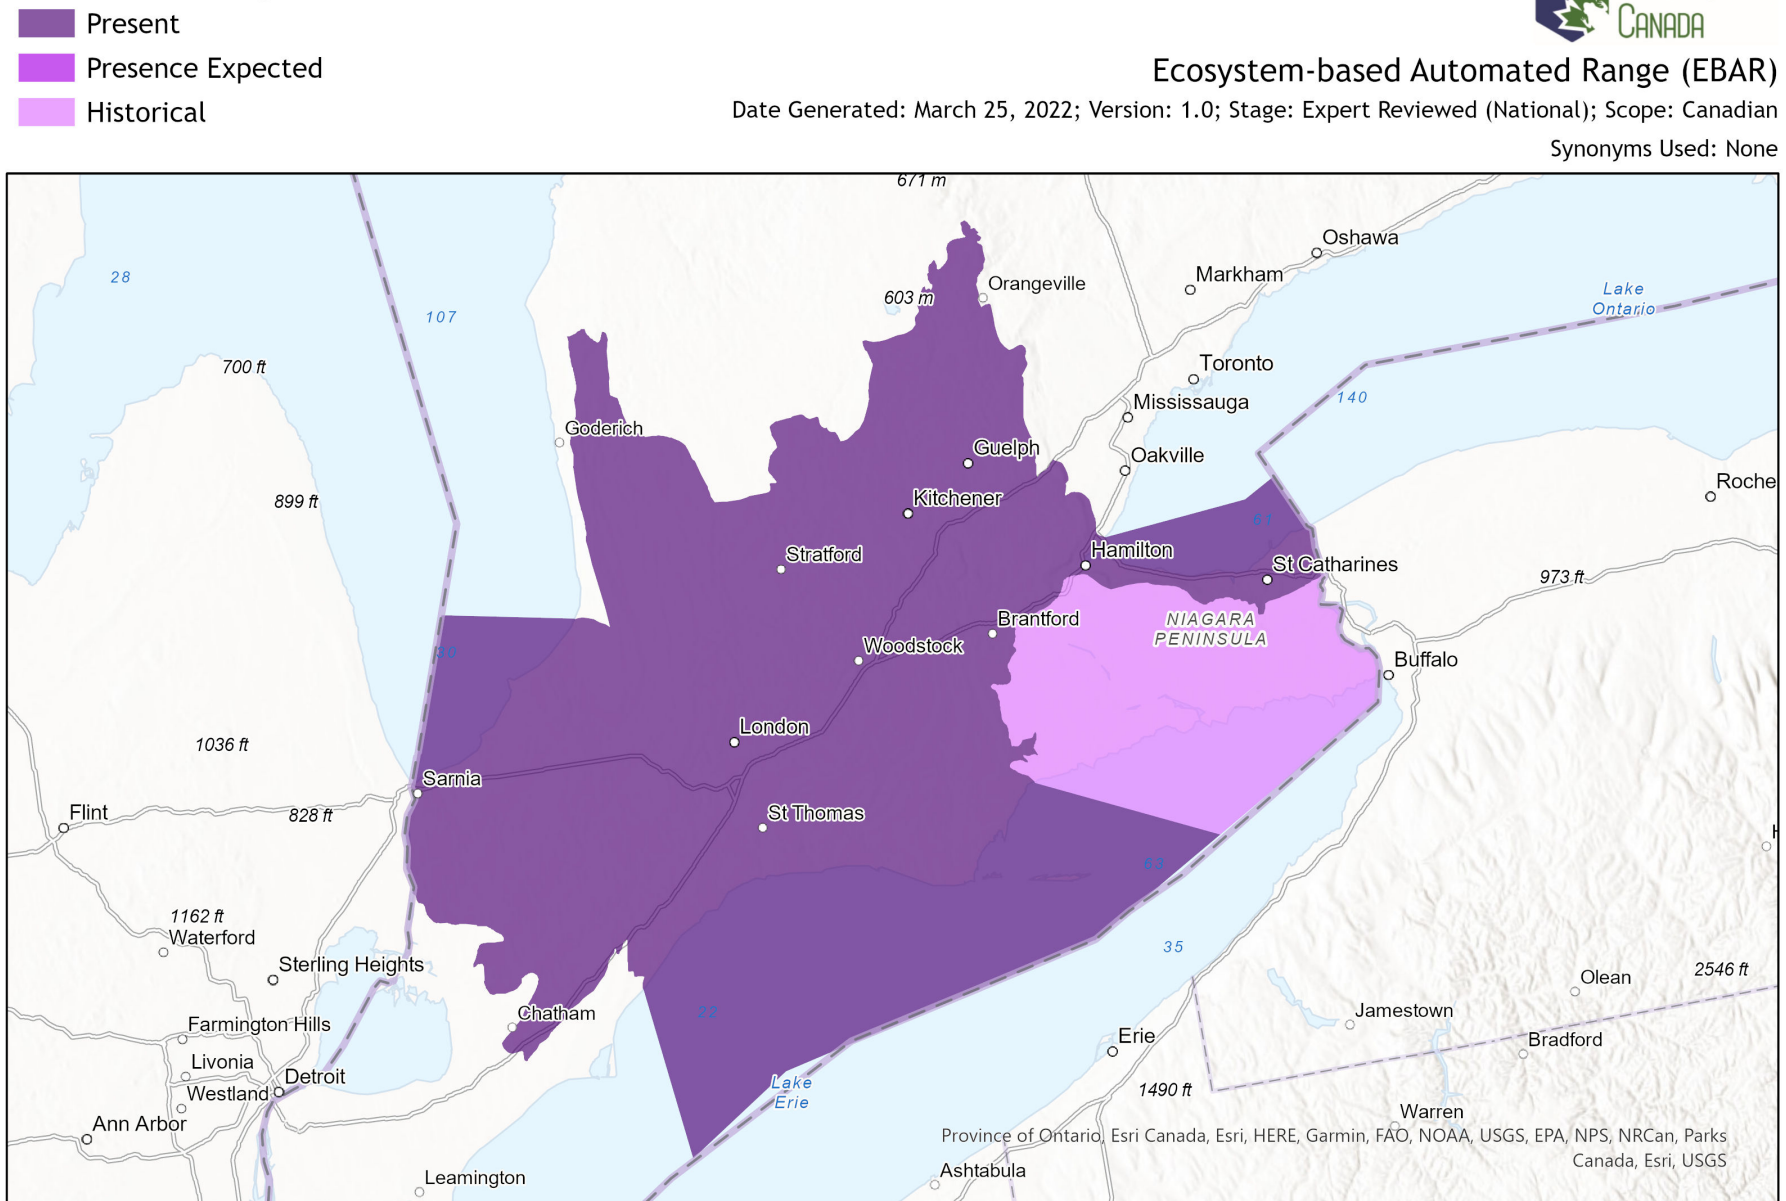 Present
Presence Expected
Historical
CANADA
Ecosystem-based Automated Range (EBAR)
Date Generated: March 25, 2022; Version: 1.0; Stage: Expert Reviewed (National); Scope: Canadian
Synonyms Used: None
671 m
Oshawa
Markham
28
Orangeville
603 m
Lake
Ontario
107
700 ft
Toronto
140
Mississauga
Goderich
Guelph
Oakville
Roche
899 ft
Kitchener
61
Stratford
Hamilton
St Catharines
973 ft
Brantford
NIAGARA
PENINSULA
Woodstock
30
Buffalo
London
1036 ft
Sarnia
Flint
828 ft
St Thomas
H
63
1162 ft
Waterford
35
Sterling Heights
2546 ft
Olean
Chatham
22
Jamestown
Farmington Hills
Erie
Bradford
Livonia
Detroit
Lake
Erie
Westland
1490 ft
Warren
Ann Arbor
Province of Ontario, Esri Canada, Esri, HERE, Garmin, FAO, NOAA, USGS, EPA, NPS, NRCan, Parks
Canada, Esri, USGS
Leamington
Ashtabula